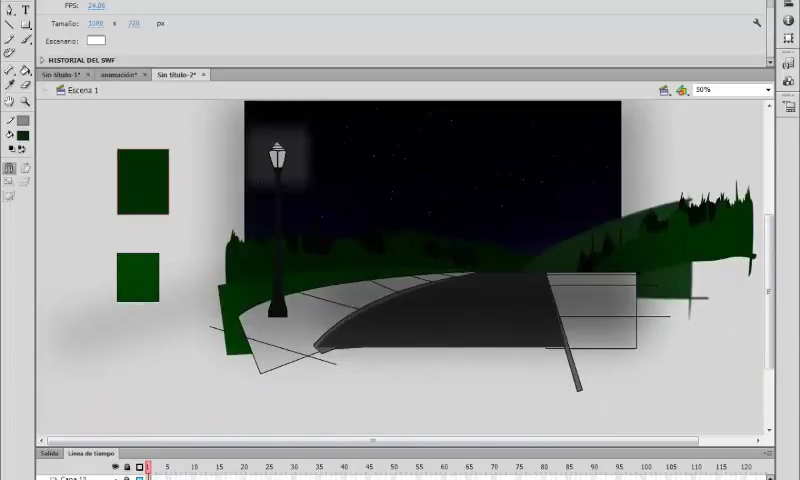 FPS: 24,00
Tamaño: 1080 x 720 px
Escenario:
HISTORIAL DEL SWF
Sin título-1* × animación* × Sin título-2* ×
Escena 1 50%
Salida Línea de tiempo
1 5 10 15 20 25 30 35 40 45 50 55 60 65 70 75 80 85 90 95 100 105 110 115 120